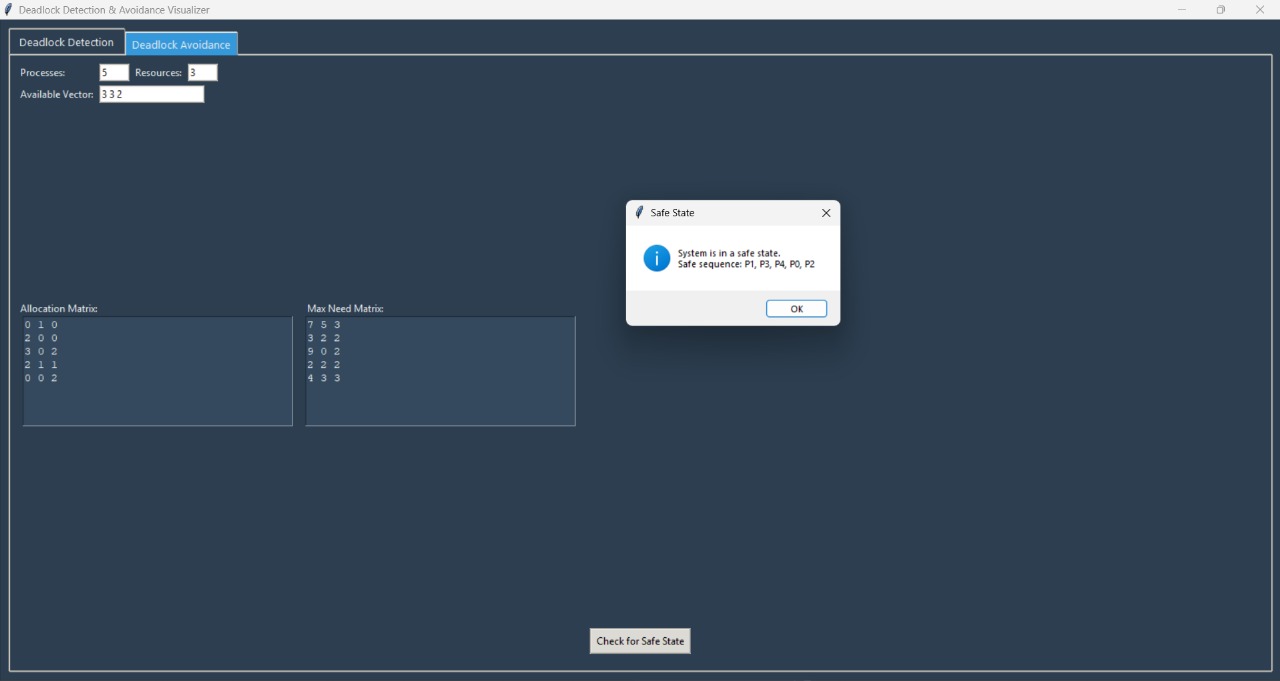 Deadlock Detection & Avoidance Visualizer
Deadlock Detection
Deadlock Avoidance
Processes: 5 Resources: 3
Available Vector: 3 3 2
Safe State
System is in a safe state.
Safe sequence: P1, P3, P4, P0, P2
OK
Allocation Matrix:
0 1 0
2 0 0
3 0 2
2 1 1
0 0 2
Max Need Matrix:
7 5 3
3 2 2
9 0 2
2 2 2
4 3 3
Check for Safe State